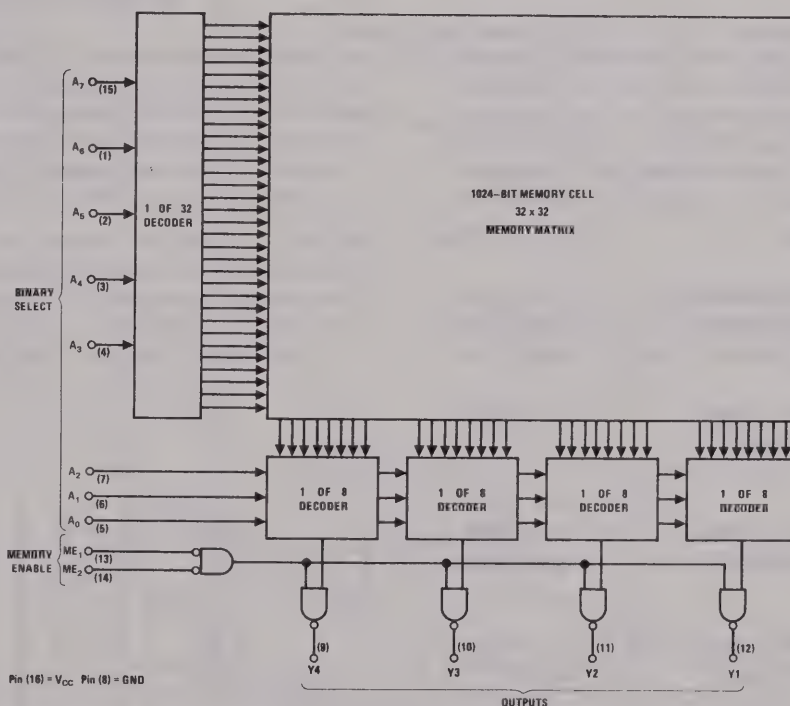 A7 (15)
A6 (1)
A5 (2)
A4 (3)
A3 (4)
1 OF 32
DECODER
1024-BIT MEMORY CELL
32 x 32
MEMORY MATRIX
BINARY
SELECT
A2 (7)
A1 (6)
A0 (5)
1 OF 8
DECODER
1 OF 8
DECODER
1 OF 8
DECODER
1 OF 8
DECODER
MEMORY
ENABLE
ME1 (13)
ME2 (14)
(9) (10) (11) (12)
Y4 Y3 Y2 Y1
Pin (16) = VCC Pin (8) = GND
OUTPUTS